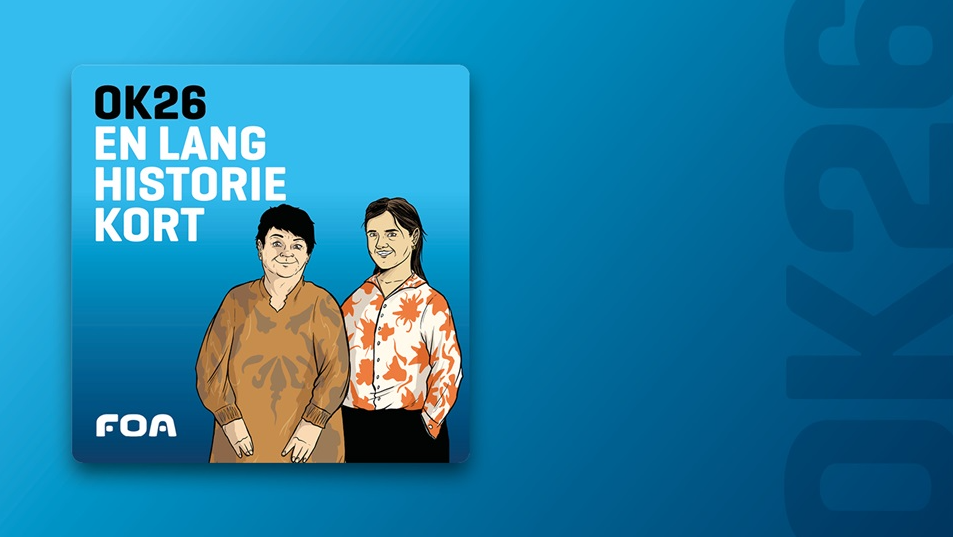 OK26
EN LANG
HISTORIE
KORT
FOA
OK26